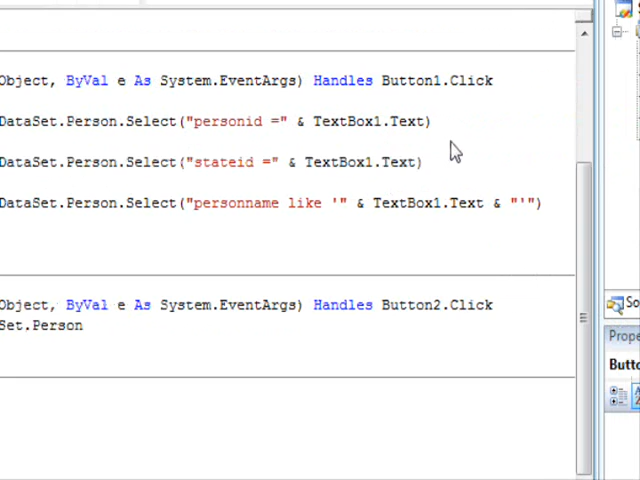 Object, ByVal e As System.EventArgs) Handles Button1.Click
DataSet.Person.Select("personid =" & TextBox1.Text)
DataSet.Person.Select("stateid =" & TextBox1.Text)
DataSet.Person.Select("personname like '" & TextBox1.Text & "'")
Object, ByVal e As System.EventArgs) Handles Button2.Click
Set.Person
So
Prope
Butto